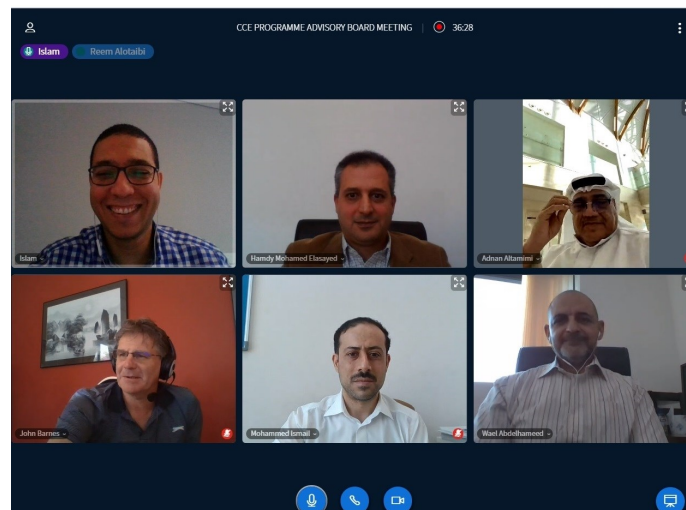 CCE PROGRAMME ADVISORY BOARD MEETING 36:28
Islam Reem Alotaibi
Islam Hamdy Mohamed Elasayed Adnan Altamimi
John Barnes Mohammed Ismail Wael Abdelhameed